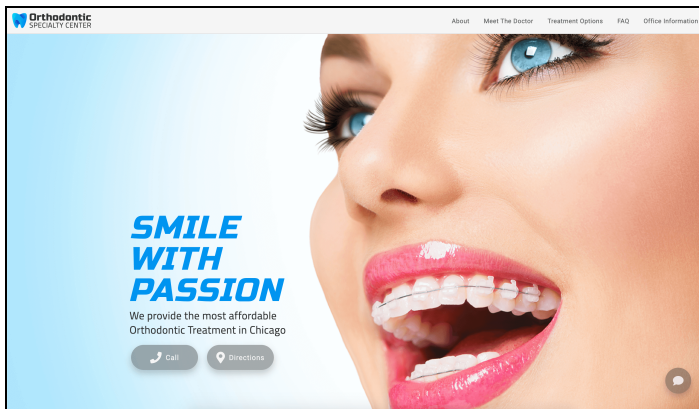 Orthodontic
SPECIALTY CENTER
About Meet The Doctor Treatment Options FAQ Office Information
SMILE
WITH
PASSION
We provide the most affordable
Orthodontic Treatment in Chicago
Call Directions